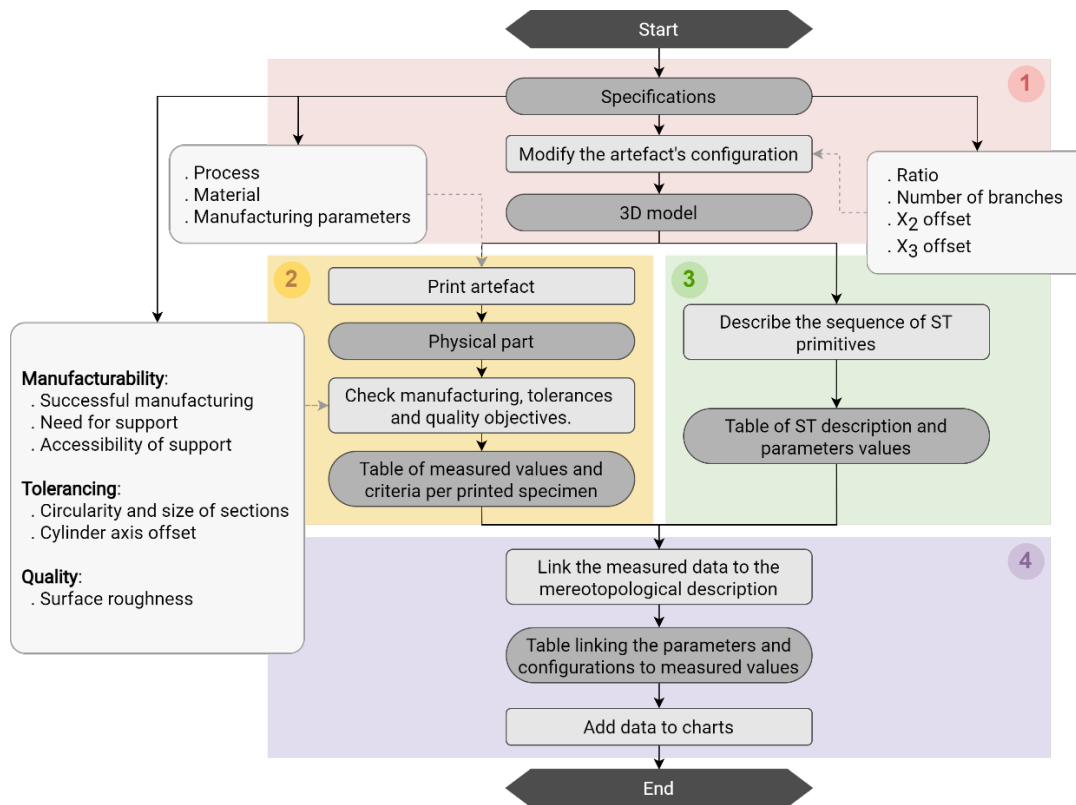 Start
1
Specifications
. Process
. Material
. Manufacturing parameters
Modify the artefact's configuration
. Ratio
. Number of branches
. X2 offset
. X3 offset
3D model
2
Print artefact
Physical part
Check manufacturing, tolerances
and quality objectives.
Table of measured values and
criteria per printed specimen
3
Describe the sequence of ST
primitives
Table of ST description and
parameters values
Manufacturability:
. Successful manufacturing
. Need for support
. Accessibility of support
Tolerancing:
. Circularity and size of sections
. Cylinder axis offset
Quality:
. Surface roughness
4
Link the measured data to the
mereotopological description
Table linking the parameters and
configurations to measured values
Add data to charts
End